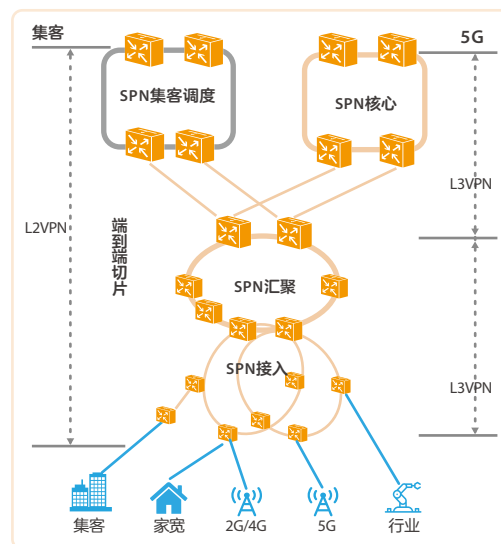 集客
5G
SPN集客调度
SPN核心
L3VPN
L2VPN
端到端切片
SPN汇聚
SPN接入
L3VPN
集客
家宽
2G/4G
5G
行业